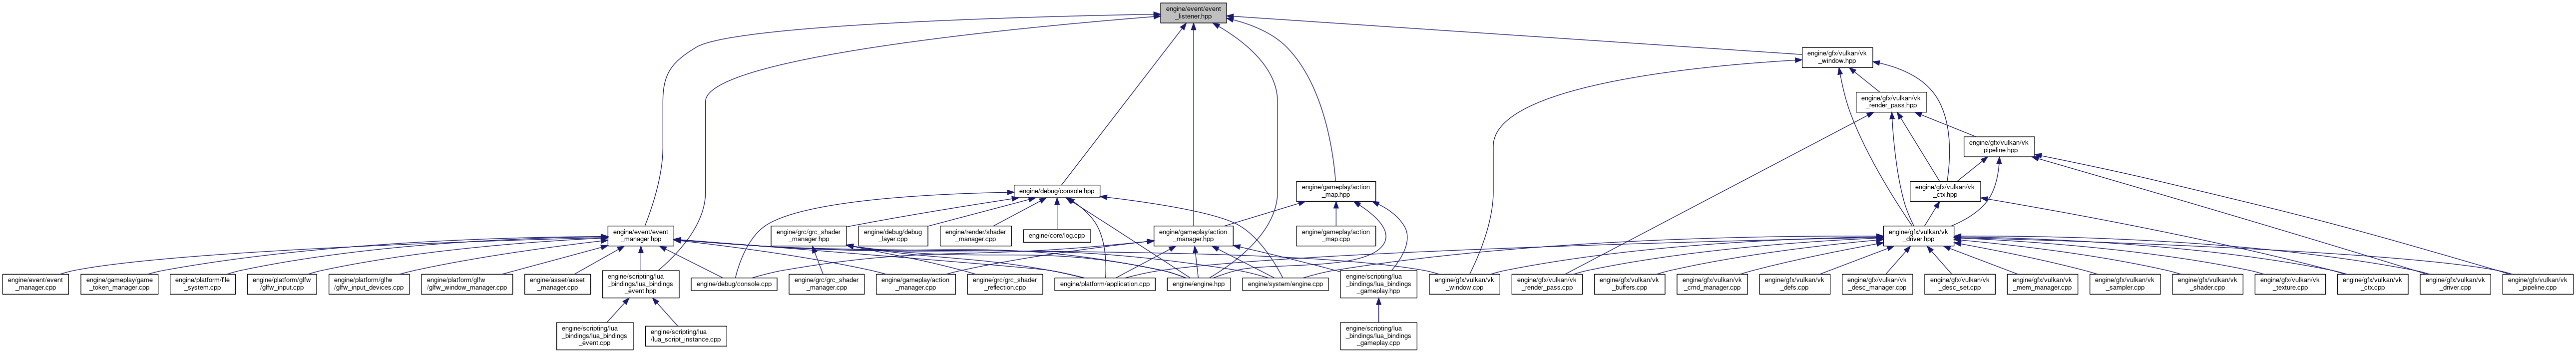 engine/event/event
_listener.hpp
engine/gfx/vulkan/vk
_window.hpp
engine/gfx/vulkan/vk
_render_pass.hpp
engine/gfx/vulkan/vk
_pipeline.hpp
engine/debug/console.hpp
engine/gameplay/action
_map.hpp
engine/gfx/vulkan/vk
_ctx.hpp
engine/event/event
_manager.hpp
engine/grc/grc_shader
_manager.hpp
engine/debug/debug
_layer.cpp
engine/render/shader
_manager.cpp
engine/core/log.cpp
engine/gameplay/action
_manager.hpp
engine/gameplay/action
_map.cpp
engine/gfx/vulkan/vk
_driver.hpp
engine/event/event
_manager.cpp
engine/gameplay/game
_token_manager.cpp
engine/platform/file
_system.cpp
engine/platform/glfw
/glfw_input.cpp
engine/platform/glfw
/glfw_input_devices.cpp
engine/platform/glfw
/glfw_window_manager.cpp
engine/asset/asset
_manager.cpp
engine/scripting/lua
_bindings/lua_bindings
_event.hpp
engine/debug/console.cpp
engine/grc/grc_shader
_manager.cpp
engine/gameplay/action
_manager.cpp
engine/grc/grc_shader
_reflection.cpp
engine/platform/application.cpp
engine/engine.hpp
engine/system/engine.cpp
engine/scripting/lua
_bindings/lua_bindings
_gameplay.hpp
engine/gfx/vulkan/vk
_window.cpp
engine/gfx/vulkan/vk
_render_pass.cpp
engine/gfx/vulkan/vk
_buffers.cpp
engine/gfx/vulkan/vk
_cmd_manager.cpp
engine/gfx/vulkan/vk
_defs.cpp
engine/gfx/vulkan/vk
_desc_manager.cpp
engine/gfx/vulkan/vk
_desc_set.cpp
engine/gfx/vulkan/vk
_mem_manager.cpp
engine/gfx/vulkan/vk
_sampler.cpp
engine/gfx/vulkan/vk
_shader.cpp
engine/gfx/vulkan/vk
_texture.cpp
engine/gfx/vulkan/vk
_ctx.cpp
engine/gfx/vulkan/vk
_driver.cpp
engine/gfx/vulkan/vk
_pipeline.cpp
engine/scripting/lua
_bindings/lua_bindings
_event.cpp
engine/scripting/lua
/lua_script_instance.cpp
engine/scripting/lua
_bindings/lua_bindings
_gameplay.cpp